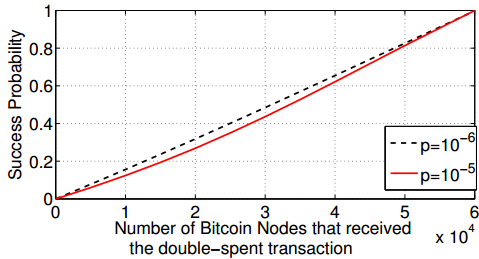 1
0.8
0.6
0.4
0.2
0
Success Probability
0 1 2 3 4 5 6
x 10^4
Number of Bitcoin Nodes that received
the double−spent transaction
p=10^-6
p=10^-5